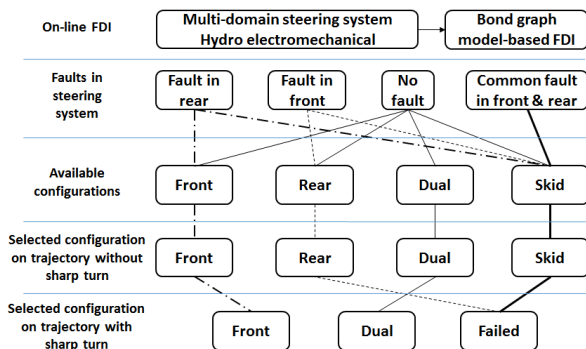 On-line FDI
Multi-domain steering system
Hydro electromechanical
Bond graph
model-based FDI
Faults in
steering
system
Fault in
rear
Fault in
front
No
fault
Common fault
in front & rear
Available
configurations
Front
Rear
Dual
Skid
Selected configuration
on trajectory without
sharp turn
Front
Rear
Dual
Skid
Selected configuration
on trajectory with
sharp turn
Front
Dual
Failed